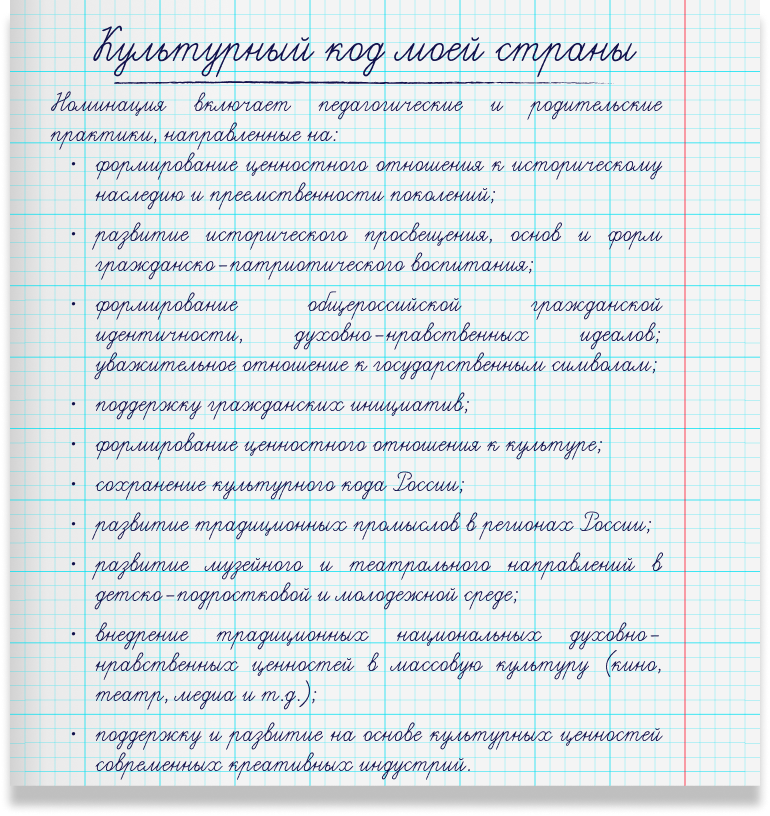 Культурный код моей страны
Номинация включает педагогические и родительские
практики, направленные на:
• формирование ценностного отношения к историческому
наследию и преемственности поколений;
• развитие исторического просвещения, основ и форм
гражданско-патриотического воспитания;
• формирование общероссийской гражданской
идентичности, духовно-нравственных идеалов;
уважительное отношение к государственным символам;
• поддержку гражданских инициатив;
• формирование ценностного отношения к культуре;
• сохранение культурного кода России;
• развитие традиционных промыслов в регионах России;
• развитие музейного и театрального направлений в
детско-подростковой и молодежной среде;
• внедрение традиционных национальных духовно-
нравственных ценностей в массовую культуру (кино,
театр, медиа и т.д.);
• поддержку и развитие на основе культурных ценностей
современных креативных индустрий.